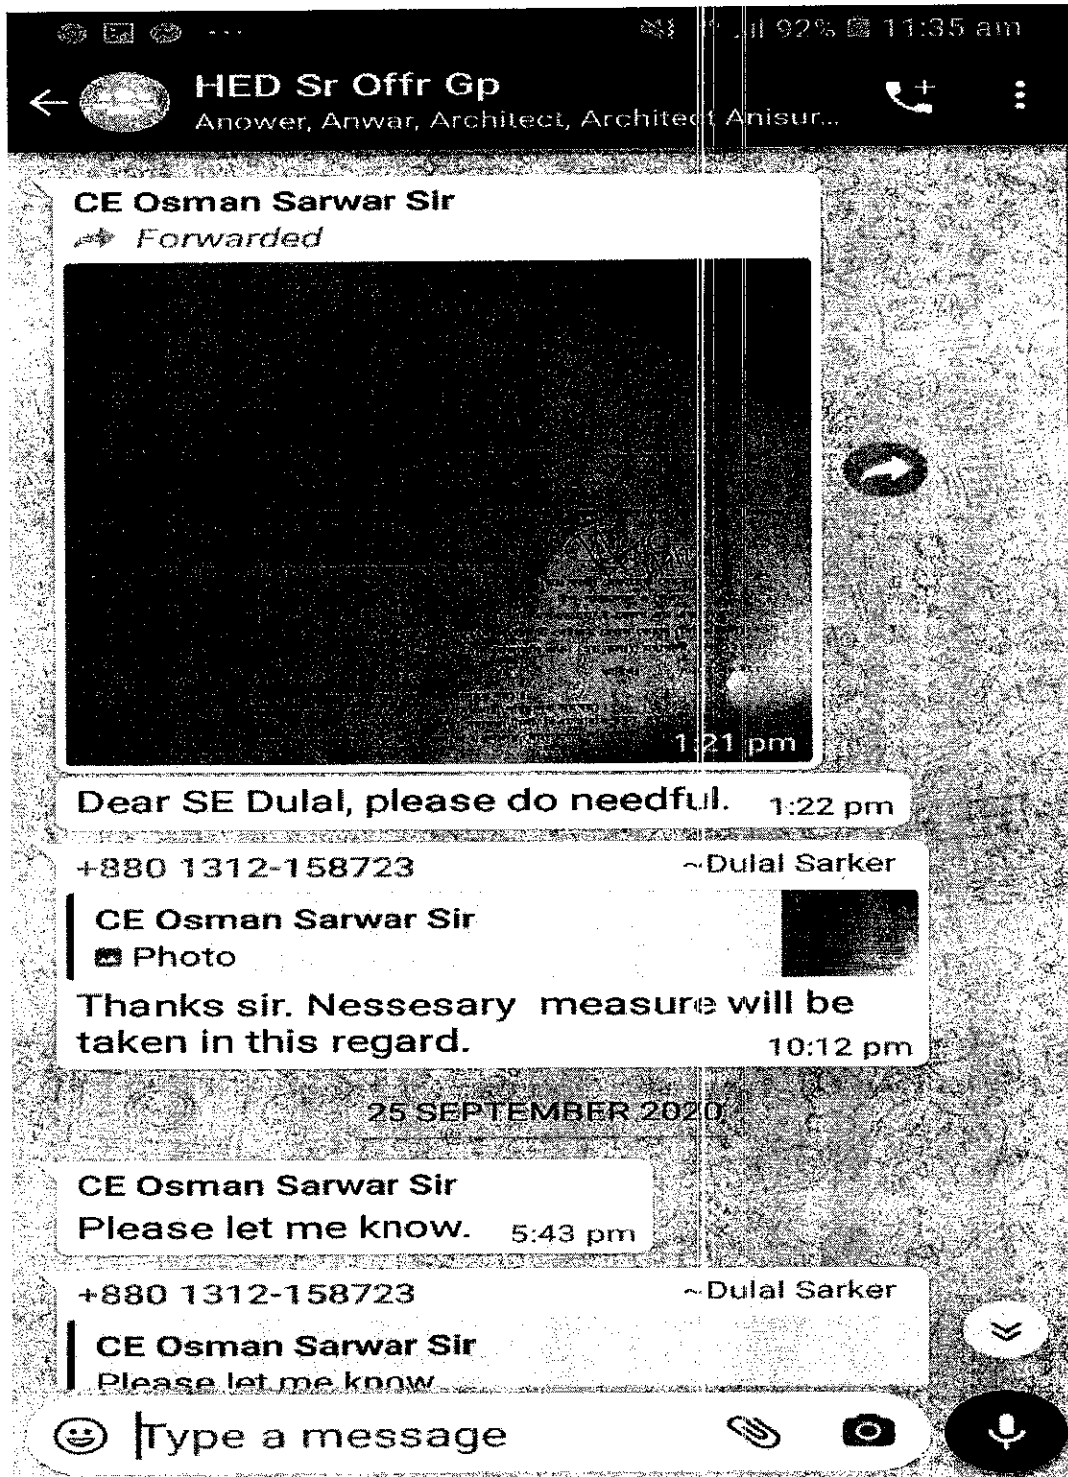 92% 11:35 am
HED Sr Offr Gp
Anower, Anwar, Architect, Architect Anisur...
CE Osman Sarwar Sir
Forwarded
1:21 pm
Dear SE Dulal, please do needful. 1:22 pm
+880 1312-158723 ~Dulal Sarker
CE Osman Sarwar Sir
Photo
Thanks sir. Nessesary measure will be
taken in this regard. 10:12 pm
25 SEPTEMBER 2020
CE Osman Sarwar Sir
Please let me know. 5:43 pm
+880 1312-158723 ~Dulal Sarker
CE Osman Sarwar Sir
Please let me know
Type a message